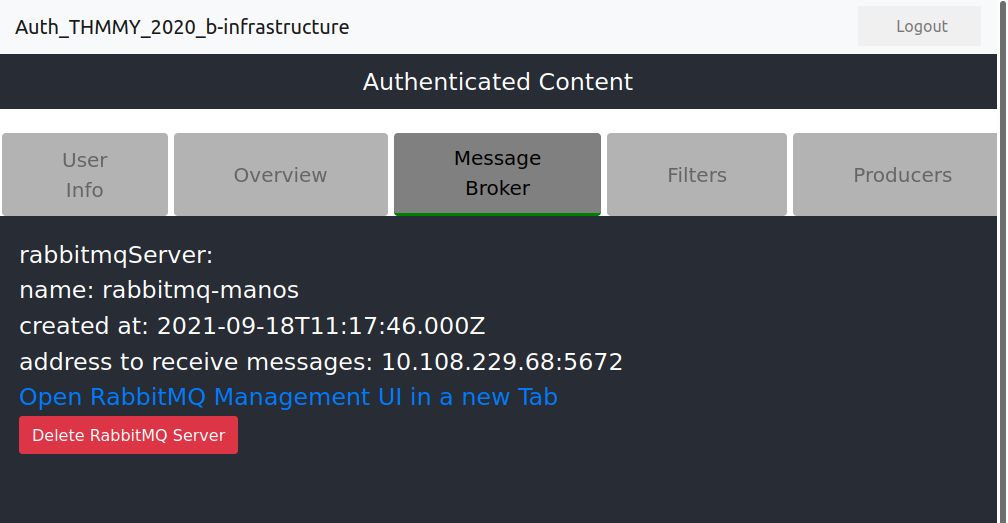 Auth_THMMY_2020_b-infrastructure
Logout
Authenticated Content
User
Info
Overview
Message
Broker
Filters
Producers
rabbitmqServer:
name: rabbitmq-manos
created at: 2021-09-18T11:17:46.000Z
address to receive messages: 10.108.229.68:5672
Open RabbitMQ Management UI in a new Tab
Delete RabbitMQ Server